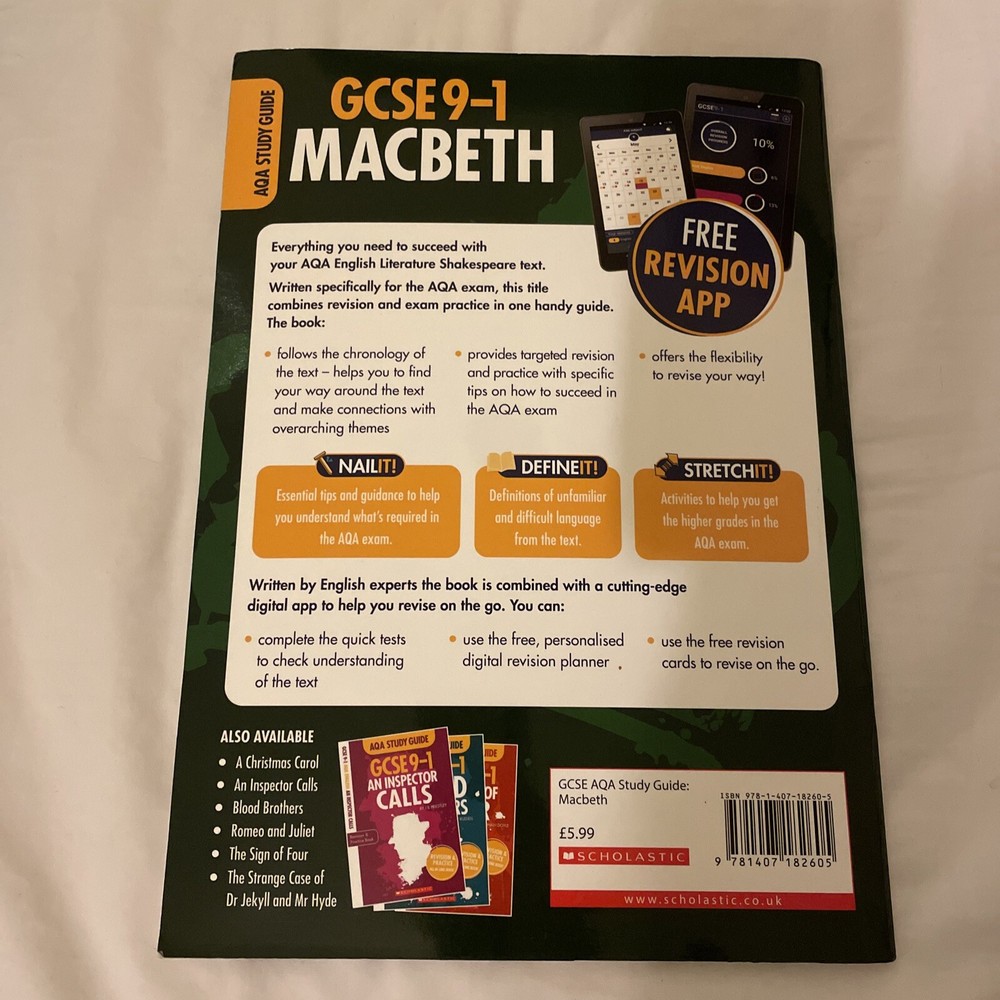 AQA STUDY GUIDE
GCSE 9–1
MACBETH
GCSE 9-1
10%
FREE
REVISION
APP
Everything you need to succeed with
your AQA English Literature Shakespeare text.
Written specifically for the AQA exam, this title
combines revision and exam practice in one handy guide.
The book:
• follows the chronology of
the text – helps you to find
your way around the text
and make connections with
overarching themes
• provides targeted revision
and practice with specific
tips on how to succeed in
the AQA exam
• offers the flexibility
to revise your way!
NAILIT!
Essential tips and guidance to help
you understand what's required in
the AQA exam.
DEFINEIT!
Definitions of unfamiliar
and difficult language
from the text.
STRETCHIT!
Activities to help you get
the higher grades in the
AQA exam.
Written by English experts the book is combined with a cutting-edge
digital app to help you revise on the go. You can:
• complete the quick tests
to check understanding
of the text
• use the free, personalised
digital revision planner
• use the free revision
cards to revise on the go.
ALSO AVAILABLE
• A Christmas Carol
• An Inspector Calls
• Blood Brothers
• Romeo and Juliet
• The Sign of Four
• The Strange Case of
Dr Jekyll and Mr Hyde
AQA STUDY GUIDE
GCSE 9–1
AN INSPECTOR
CALLS
REVISION &
PRACTICE
SCHOLASTIC
GCSE AQA Study Guide:
Macbeth
£5.99
SCHOLASTIC
ISBN 978-1-407-18260-5
9 781407 182605
www.scholastic.co.uk